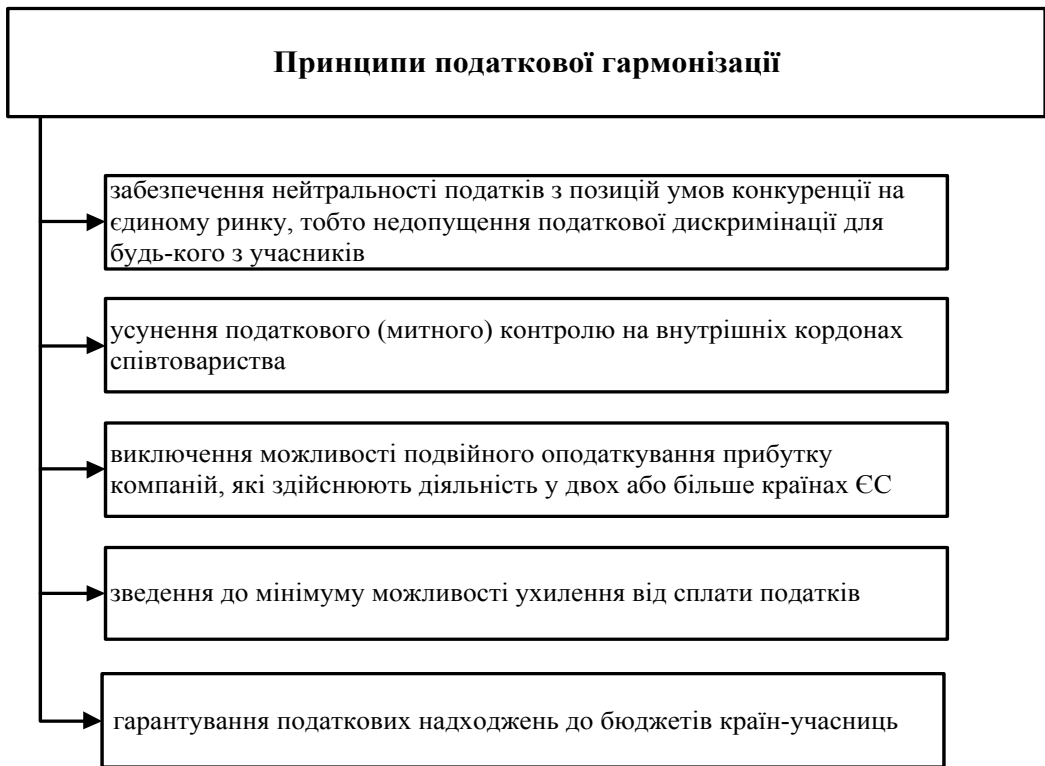 Принципи податкової гармонізації
забезпечення нейтральності податків з позицій умов конкуренції на
єдиному ринку, тобто недопущення податкової дискримінації для
будь-кого з учасників
усунення податкового (митного) контролю на внутрішніх кордонах
співтовариства
виключення можливості подвійного оподаткування прибутку
компаній, які здійснюють діяльність у двох або більше країнах ЄС
зведення до мінімуму можливості ухилення від сплати податків
гарантування податкових надходжень до бюджетів країн-учасниць